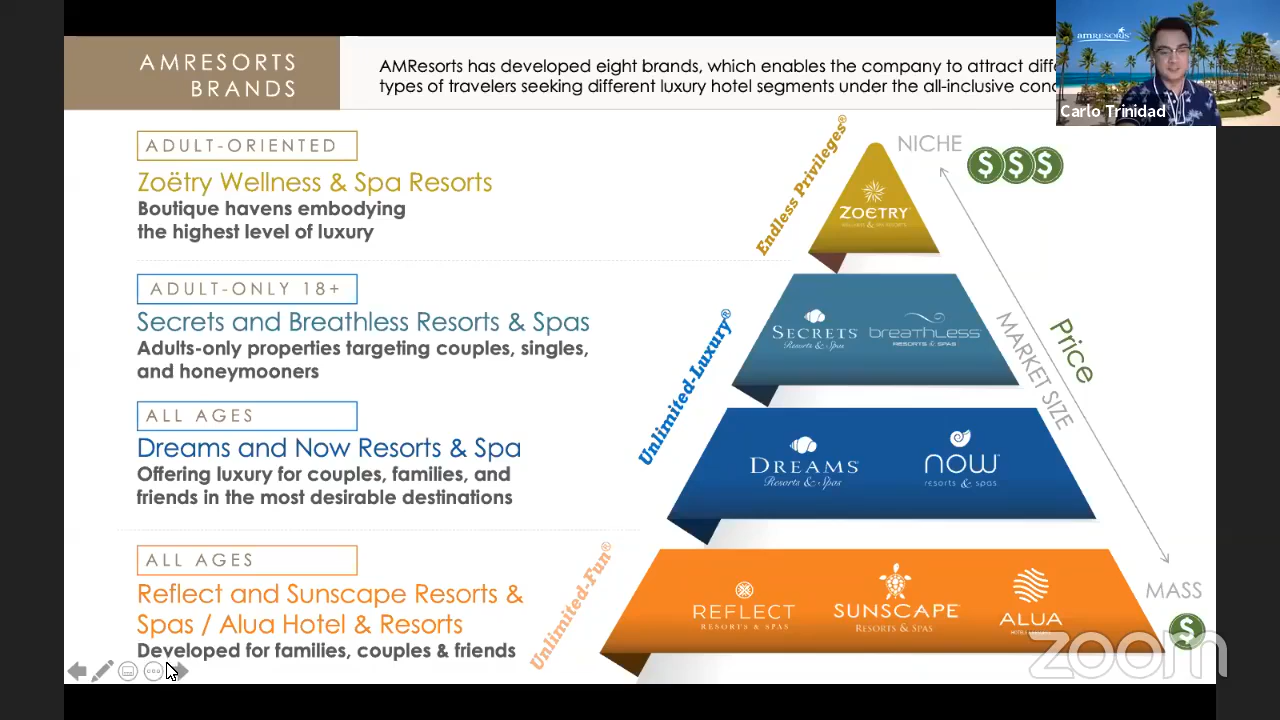 AMRESORTS
BRANDS
AMResorts has developed eight brands, which enables the company to attract
types of travelers seeking different luxury hotel segments under the all-inclusive
amresorts
Carlo Trinidad
ADULT-ORIENTED
Zoëtry Wellness & Spa Resorts
Boutique havens embodying
the highest level of luxury
ADULT-ONLY 18+
Secrets and Breathless Resorts & Spas
Adults-only properties targeting couples, singles,
and honeymooners
ALL AGES
Dreams and Now Resorts & Spa
Offering luxury for couples, families, and
friends in the most desirable destinations
ALL AGES
Reflect and Sunscape Resorts &
Spas / Alua Hotel & Resorts
Developed for families, couples & friends
Endless Privileges®
Unlimited-Luxury®
Unlimited-Fun®
NICHE
$$$
ZOËTRY
WELLNESS & SPA RESORTS
SECRETS
Resorts & Spas
breathless
RESORTS & SPAS
DREAMS
Resorts & Spas
now
resorts & spas
REFLECT
RESORTS & SPAS
SUNSCAPE
RESORTS & SPAS
ALUA
Price
MARKET SIZE
MASS
$
zoom